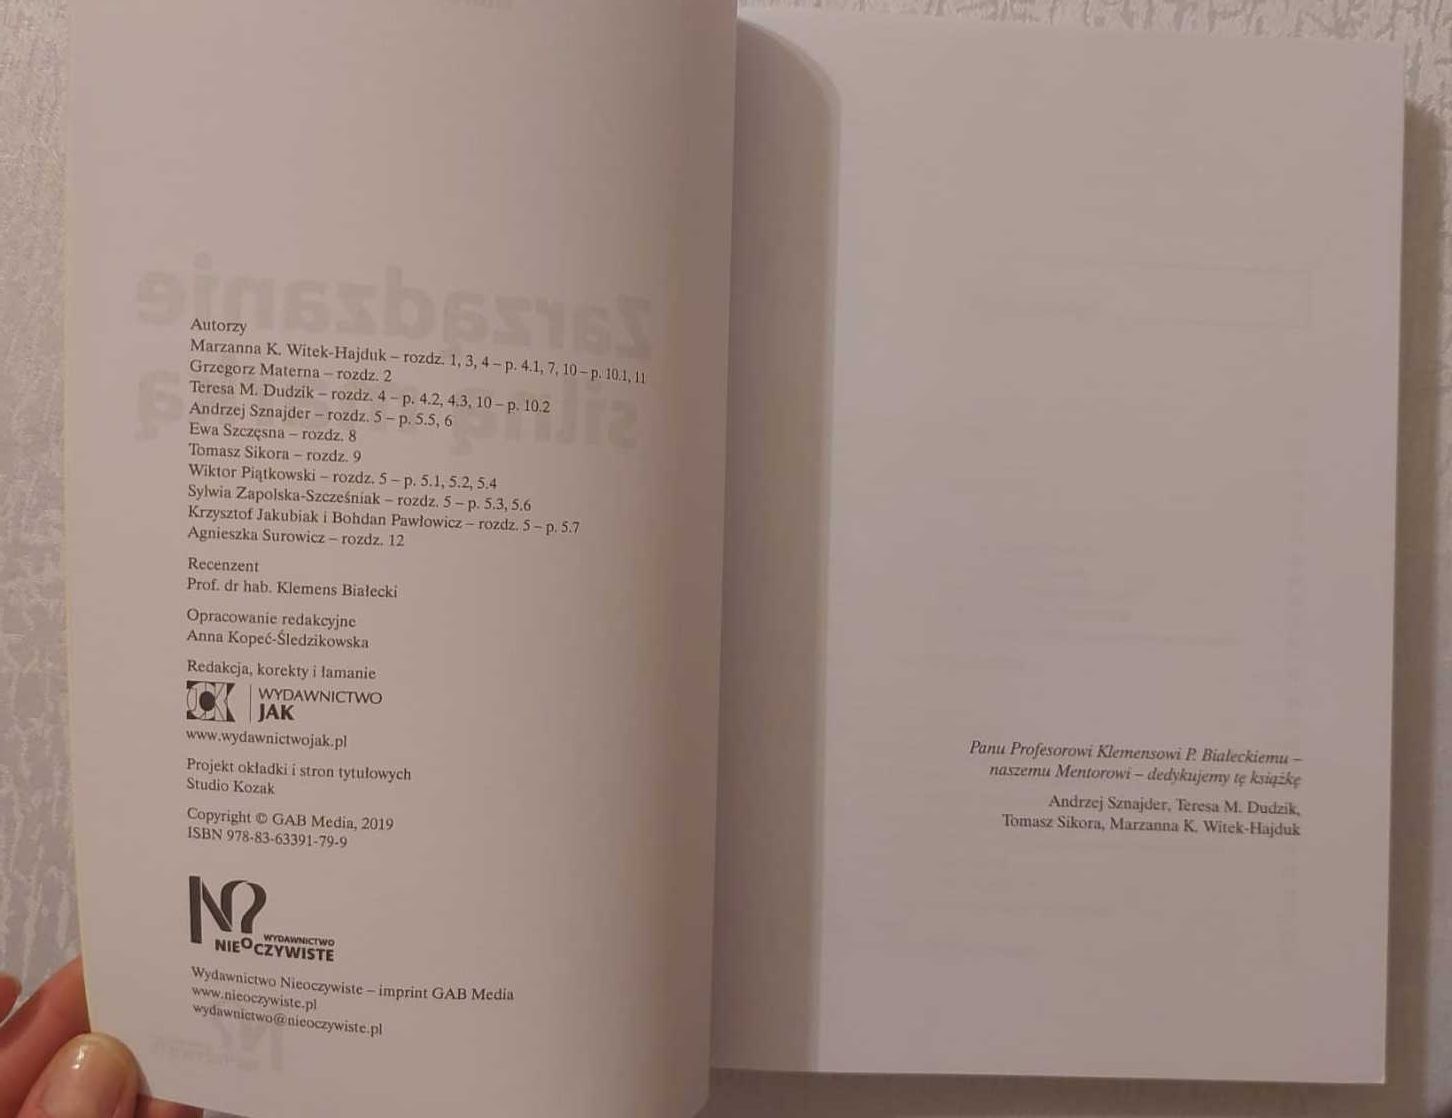 Autorzy
Marzanna K. Witek-Hajduk – rozdz. 1, 3, 4 – p. 4.1, 7, 10 – p. 10.1, 11
Grzegorz Materna – rozdz. 2
Teresa M. Dudzik – rozdz. 4 – p. 4.2, 4.3, 10 – p. 10.2
Andrzej Sznajder – rozdz. 5 – p. 5.5, 6
Ewa Szczęsna – rozdz. 8
Tomasz Sikora – rozdz. 9
Wiktor Piątkowski – rozdz. 5 – p. 5.1, 5.2, 5.4
Sylwia Zapolska-Szcześniak – rozdz. 5 – p. 5.3, 5.6
Krzysztof Jakubiak i Bohdan Pawłowicz – rozdz. 5 – p. 5.7
Agnieszka Surowicz – rozdz. 12
Recenzent
Prof. dr hab. Klemens Białecki
Opracowanie redakcyjne
Anna Kopeć-Śledzikowska
Redakcja, korekty i łamanie
WYDAWNICTWO
JAK
www.wydawnictwojak.pl
Projekt okładki i stron tytułowych
Studio Kozak
Copyright © GAB Media, 2019
ISBN 978-83-63391-79-9
WYDAWNICTWO
NIEOCZYWISTE
Wydawnictwo Nieoczywiste – imprint GAB Media
www.nieoczywiste.pl
wydawnictwo@nieoczywiste.pl
Panu Profesorowi Klemensowi P. Białeckiemu –
naszemu Mentorowi – dedykujemy tę książkę
Andrzej Sznajder, Teresa M. Dudzik,
Tomasz Sikora, Marzanna K. Witek-Hajduk